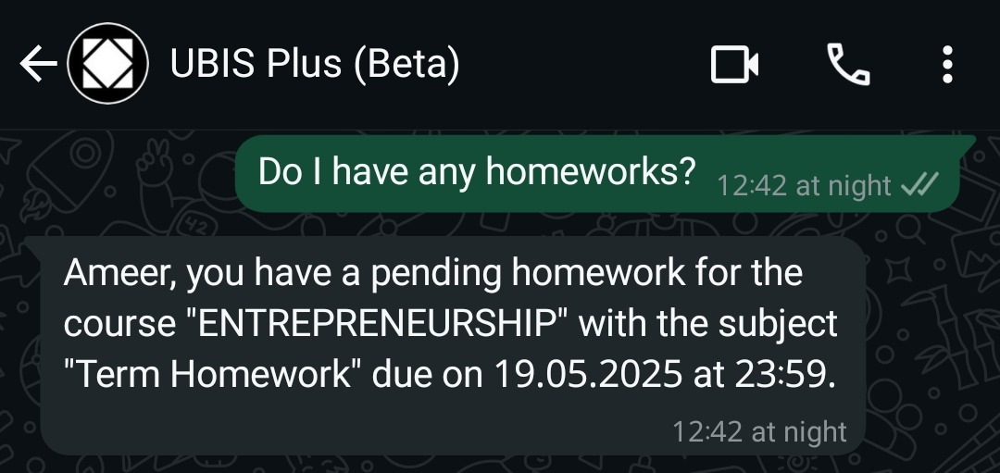 UBIS Plus (Beta)
Do I have any homeworks?
12:42 at night
Ameer, you have a pending homework for the
course "ENTREPRENEURSHIP" with the subject
"Term Homework" due on 19.05.2025 at 23:59.
12:42 at night
42